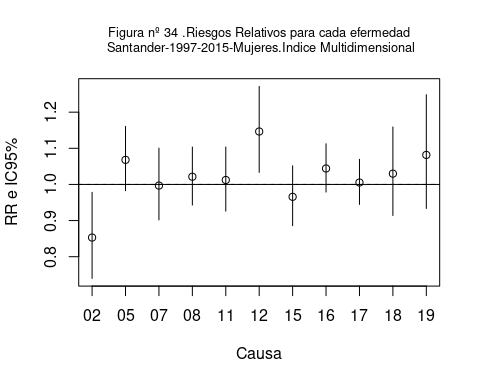 Figura nº 34 .Riesgos Relativos para cada efermedad
Santander-1997-2015-Mujeres.Indice Multidimensional
RR e IC95%
1.2
1.1
1.0
0.9
0.8
02 05 07 08 11 12 15 16 17 18 19
Causa